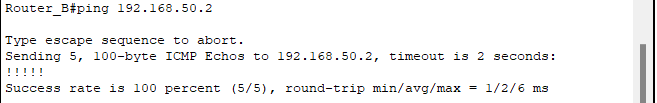 Router_B#ping 192.168.50.2
Type escape sequence to abort.
Sending 5, 100-byte ICMP Echos to 192.168.50.2, timeout is 2 seconds:
!!!!!
Success rate is 100 percent (5/5), round-trip min/avg/max = 1/2/6 ms